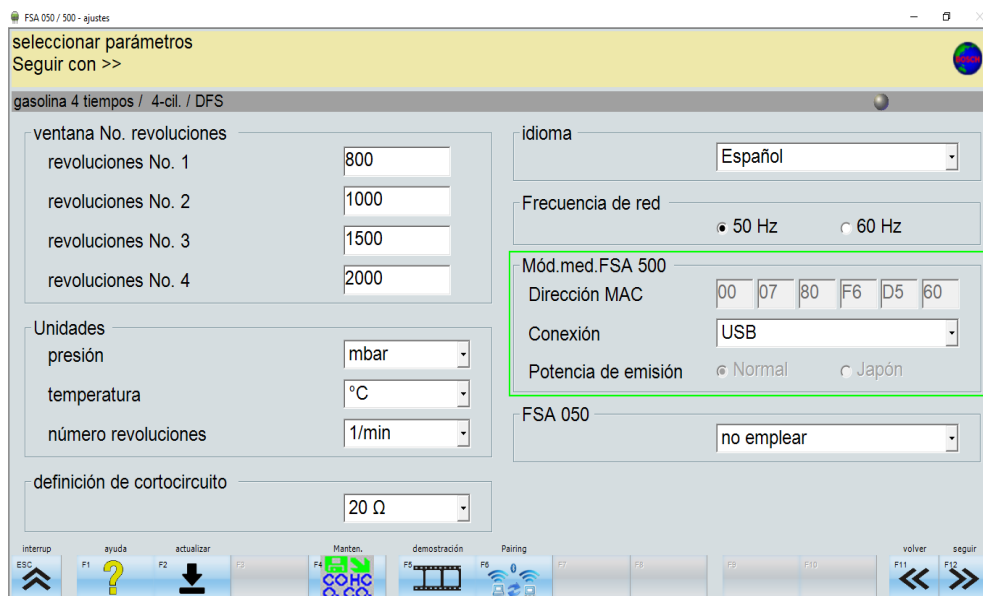 FSA 050 / 500 - ajustes
seleccionar parámetros
Seguir con >>
BOSCH
gasolina 4 tiempos / 4-cil. / DFS
ventana No. revoluciones
revoluciones No. 1 800
revoluciones No. 2 1000
revoluciones No. 3 1500
revoluciones No. 4 2000
Unidades
presión mbar
temperatura °C
número revoluciones 1/min
definición de cortocircuito
20 Ω
idioma
Español
Frecuencia de red
50 Hz 60 Hz
Mód.med.FSA 500
Dirección MAC 00 07 80 F6 D5 60
Conexión USB
Potencia de emisión Normal Japón
FSA 050
no emplear
interrup ayuda actualizar Manten. demostración Pairing volver seguir
ESC F1 F2 F3 F4 F5 F6 F7 F8 F9 F10 F11 F12
CO HC
O₂ CO₂